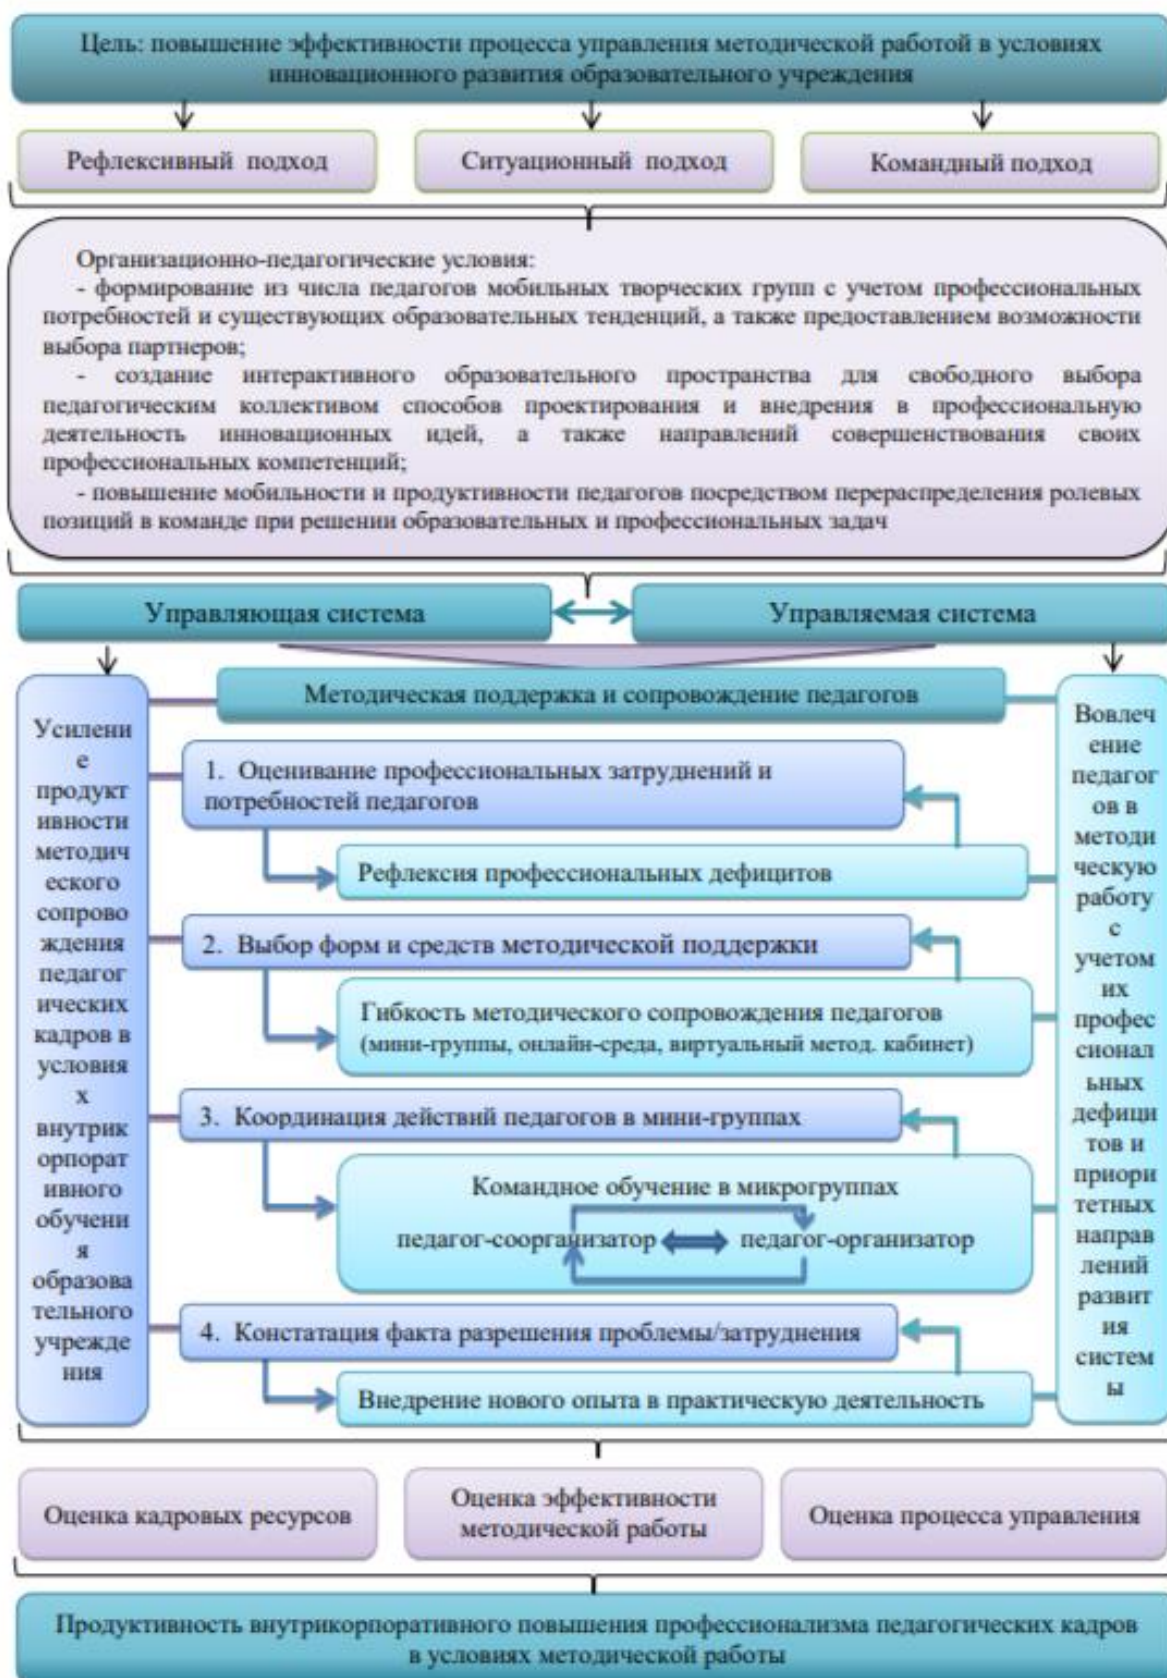 Цель: повышение эффективности процесса управления методической работой в условиях
инновационного развития образовательного учреждения
Рефлексивный подход
Ситуационный подход
Командный подход
Организационно-педагогические условия:
- формирование из числа педагогов мобильных творческих групп с учетом профессиональных
потребностей и существующих образовательных тенденций, а также предоставлением возможности
выбора партнеров;
- создание интерактивного образовательного пространства для свободного выбора
педагогическим коллективом способов проектирования и внедрения в профессиональную
деятельность инновационных идей, а также направлений совершенствования своих
профессиональных компетенций;
- повышение мобильности и продуктивности педагогов посредством перераспределения ролевых
позиций в команде при решении образовательных и профессиональных задач
Управляющая система
Управляемая система
Методическая поддержка и сопровождение педагогов
Усилени
е
продукт
ивности
методич
еского
сопрово
ждения
педагог
ических
кадров в
условия
х
внутрик
орпорат
ивного
обучени
я
образова
тельного
учрежде
ния
1. Оценивание профессиональных затруднений и
потребностей педагогов
Рефлексия профессиональных дефицитов
2. Выбор форм и средств методической поддержки
Гибкость методического сопровождения педагогов
(мини-группы, онлайн-среда, виртуальный метод. кабинет)
3. Координация действий педагогов в мини-группах
Командное обучение в микрогруппах
педагог-соорганизатор педагог-организатор
4. Констатация факта разрешения проблемы/затруднения
Внедрение нового опыта в практическую деятельность
Вовлеч
ение
педагог
ов в
методи
ческую
работу
с
учетом
их
профес
сионал
ьных
дефици
тов и
приори
тетных
направ
лений
развит
ия
систем
ы
Оценка кадровых ресурсов
Оценка эффективности
методической работы
Оценка процесса управления
Продуктивность внутрикорпоративного повышения профессионализма педагогических кадров
в условиях методической работы